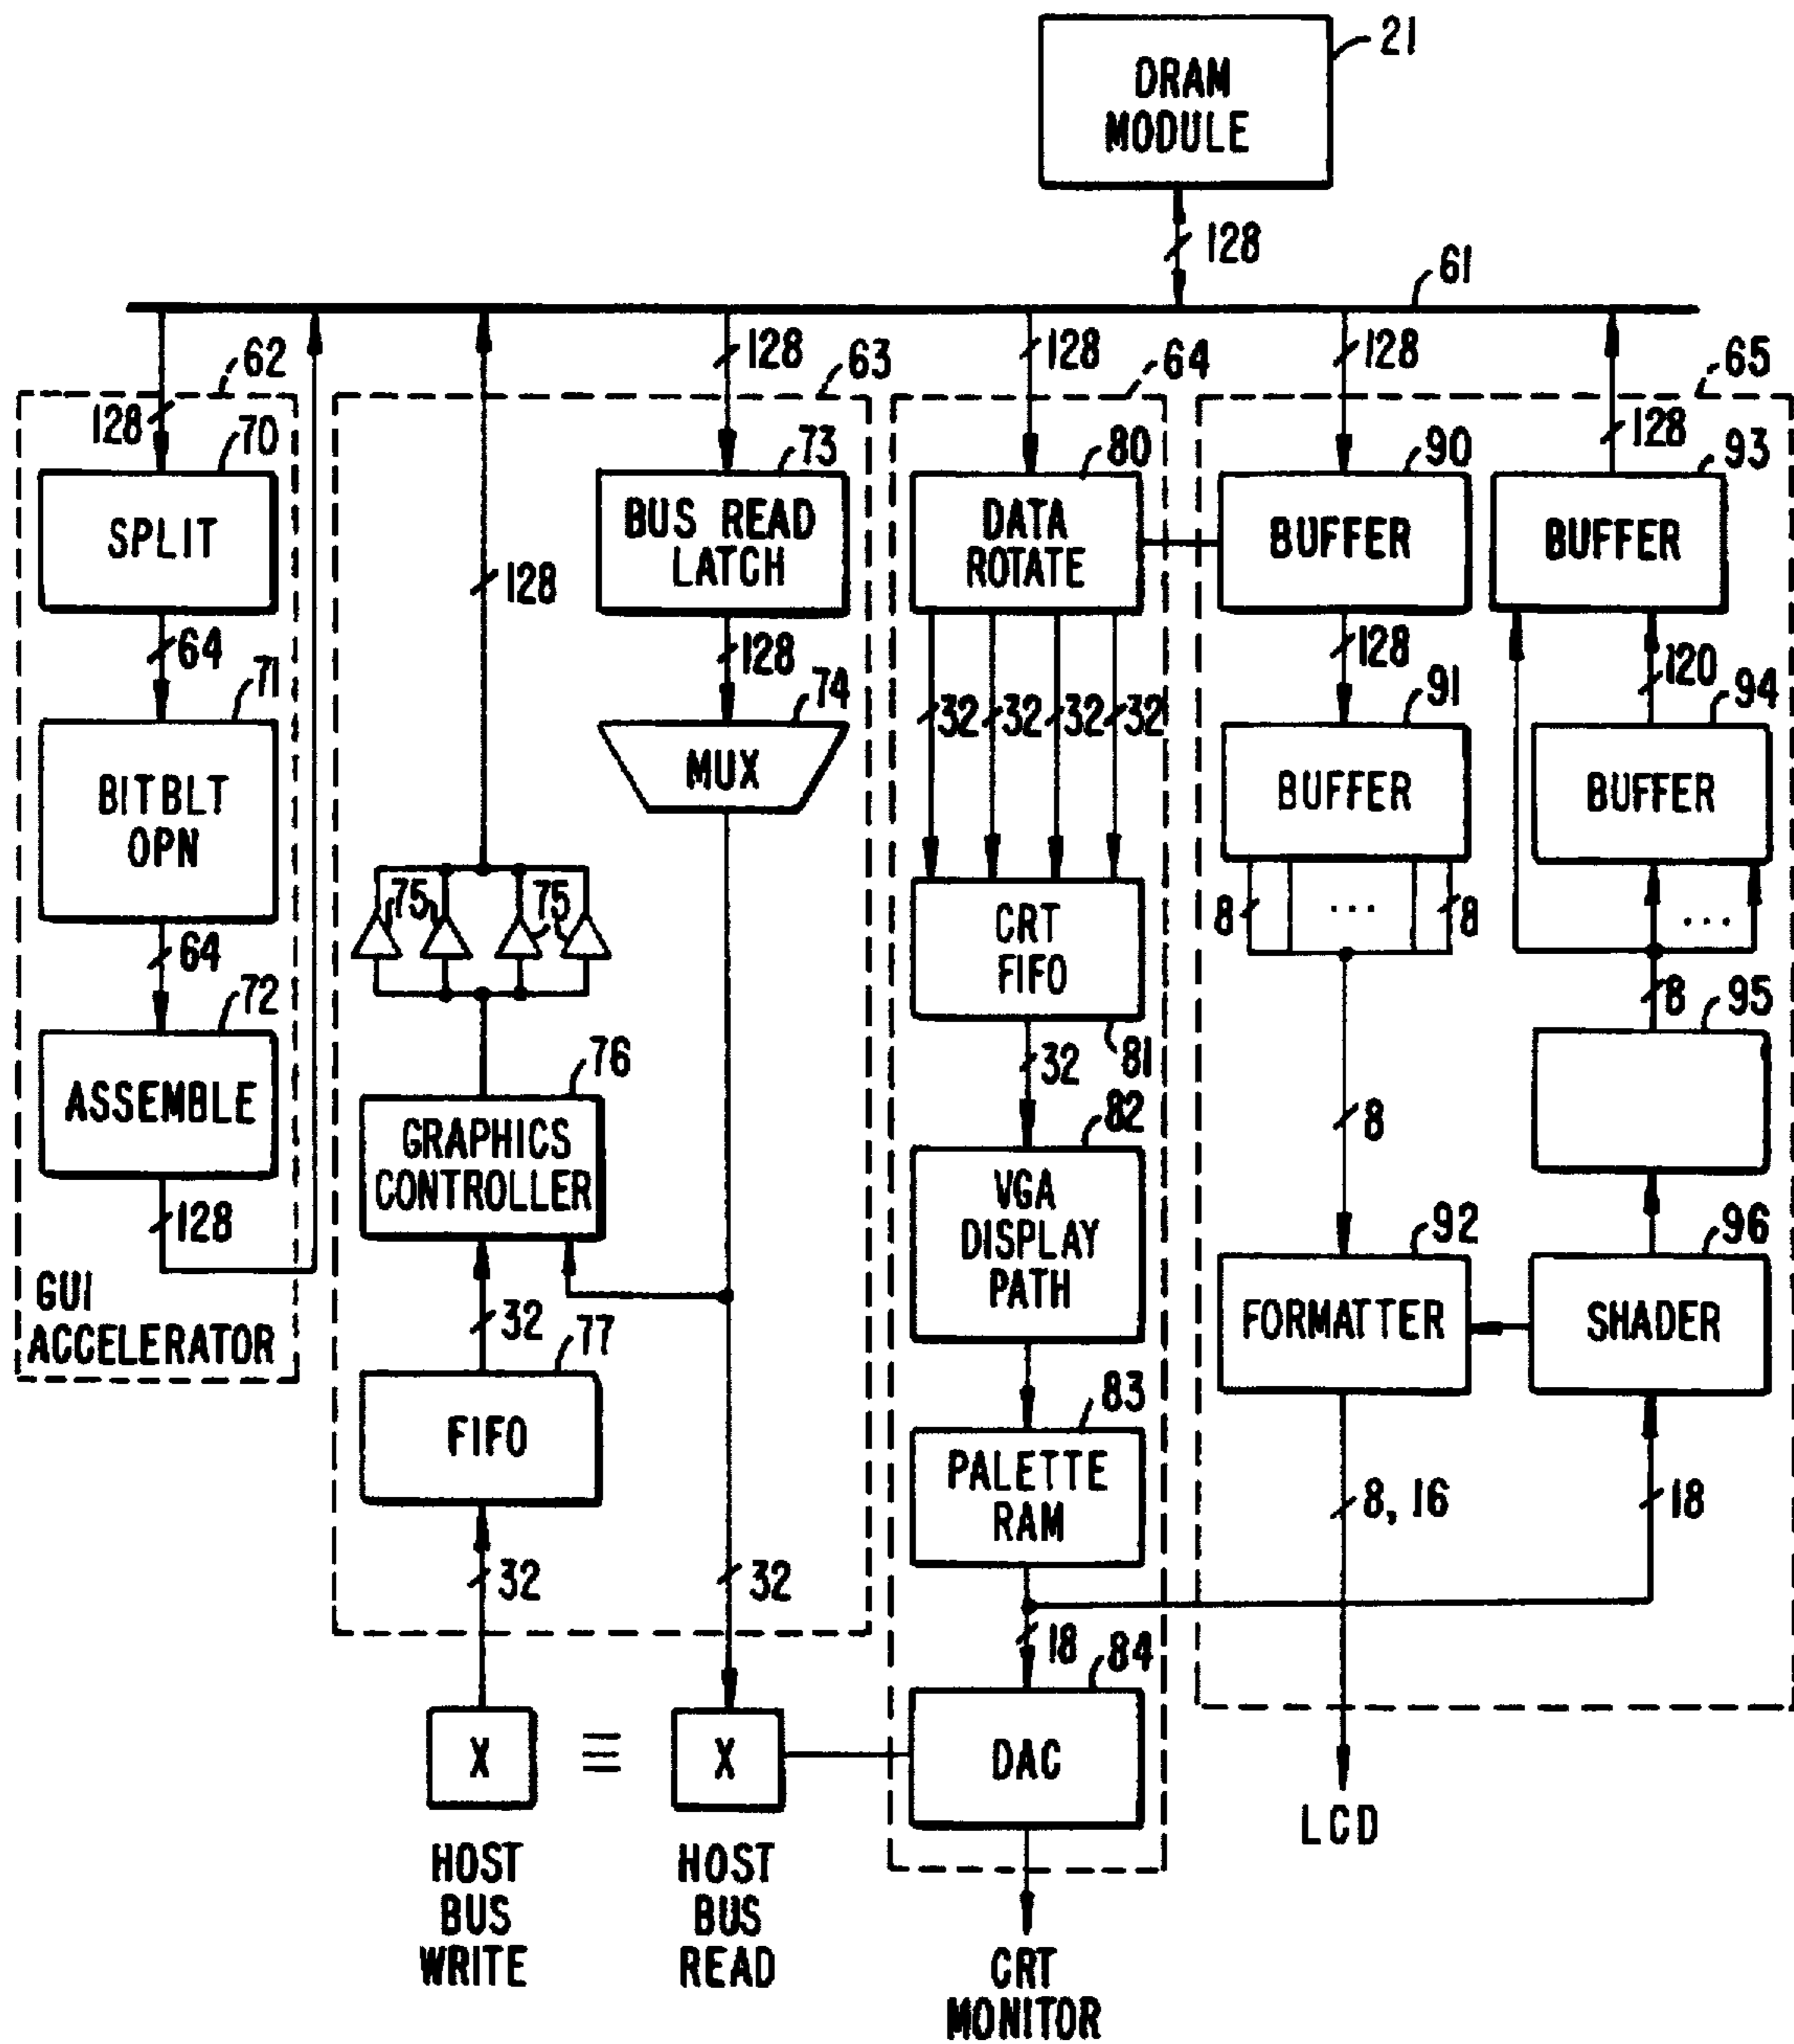 21
DRAM
MODULE
128
61
62
128
63
128
64
128
65
128
70
SPLIT
64
71
BITBLT
OPN
64
72
ASSEMBLE
128
GUI
ACCELERATOR
128
73
BUS READ
LATCH
128
74
MUX
75
75
76
GRAPHICS
CONTROLLER
32
77
FIFO
32
32
X
X
HOST
BUS
WRITE
HOST
BUS
READ
80
DATA
ROTATE
32
32
32
32
CRT
FIFO
81
32
82
VGA
DISPLAY
PATH
83
PALETTE
RAM
18
84
DAC
CRT
MONITOR
90
BUFFER
128
91
BUFFER
8
...
8
8
92
FORMATTER
8, 16
LCD
93
BUFFER
120
94
BUFFER
...
8
95
96
SHADER
18